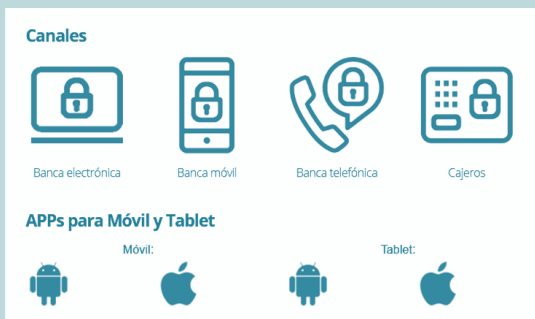 Canales
Banca electrónica Banca móvil Banca telefónica Cajeros
APPs para Móvil y Tablet
Móvil: Tablet: